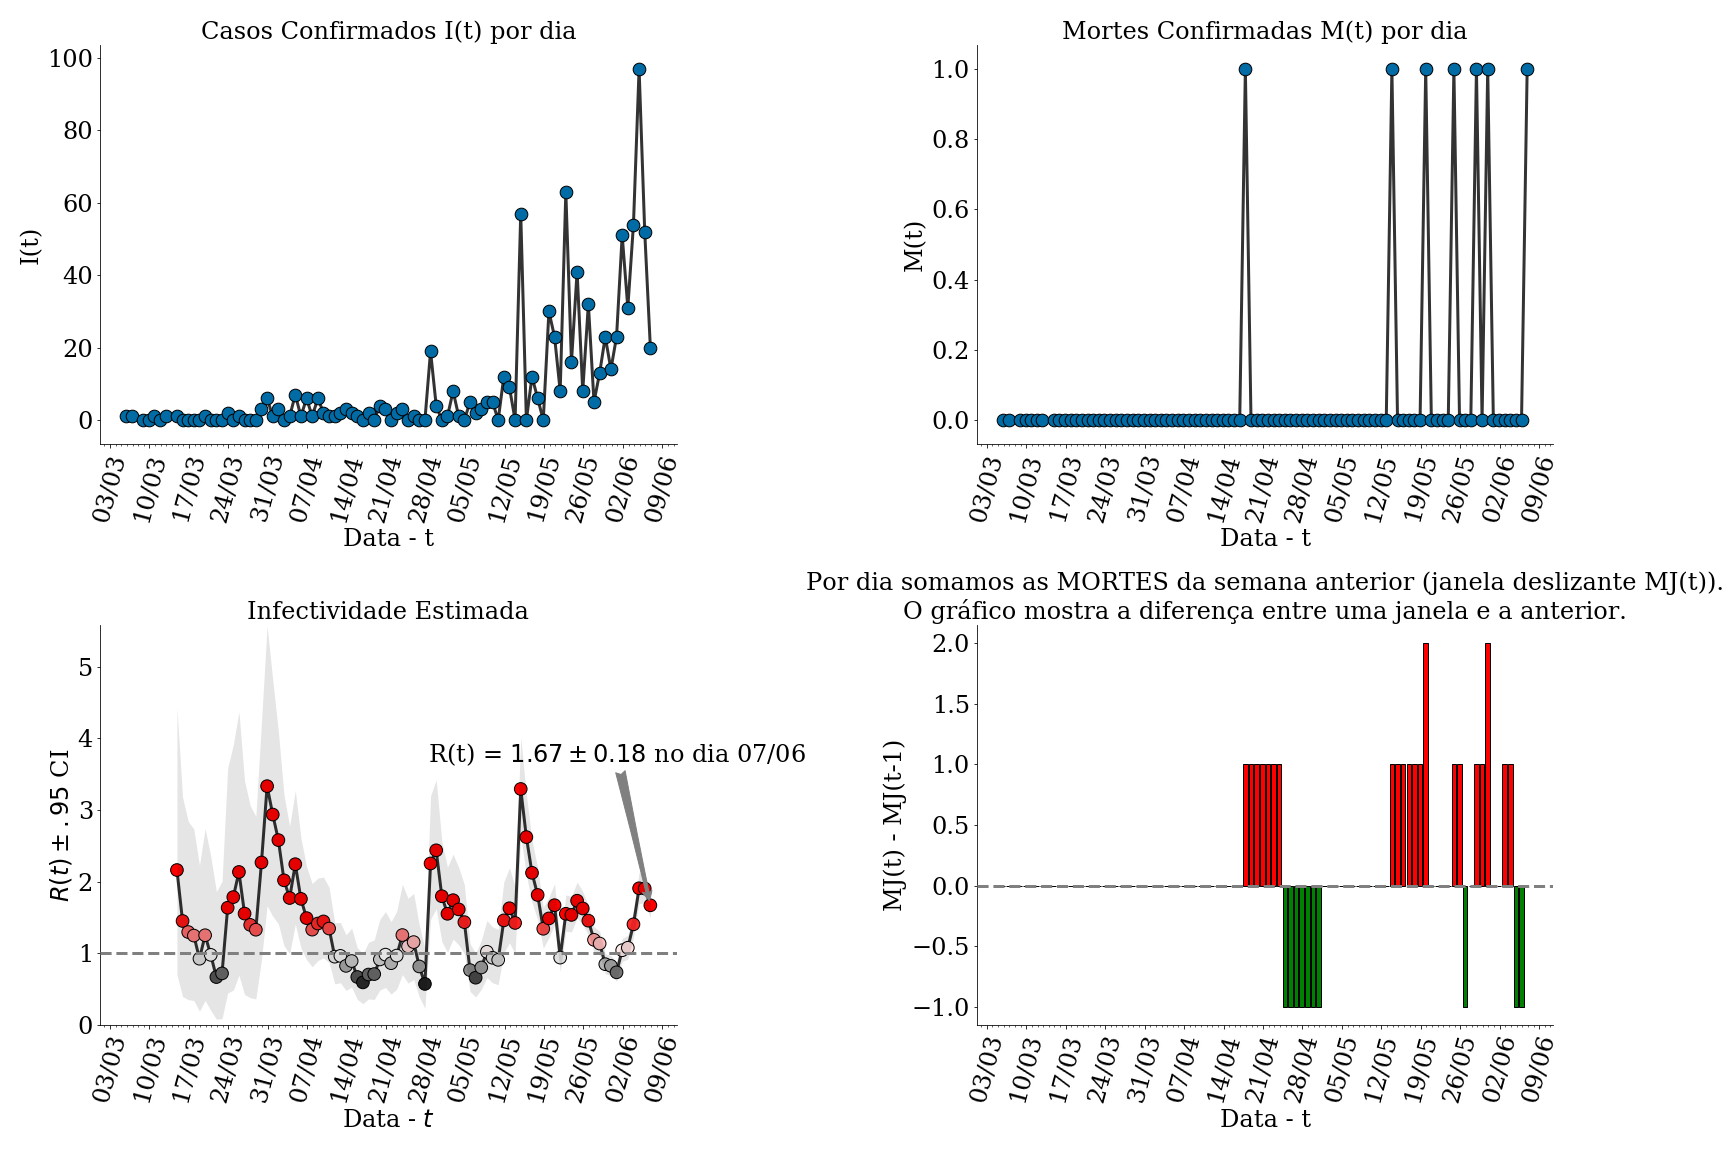 Casos Confirmados I(t) por dia
100
80
60
40
20
0
I(t)
03/03 10/03 17/03 24/03 31/03 07/04 14/04 21/04 28/04 05/05 12/05 19/05 26/05 02/06 09/06
Data - t
Mortes Confirmadas M(t) por dia
1.0
0.8
0.6
0.4
0.2
0.0
M(t)
03/03 10/03 17/03 24/03 31/03 07/04 14/04 21/04 28/04 05/05 12/05 19/05 26/05 02/06 09/06
Data - t
Infectividade Estimada
5
4
3
2
1
0
R(t) ± .95 CI
R(t) = 1.67 ± 0.18 no dia 07/06
03/03 10/03 17/03 24/03 31/03 07/04 14/04 21/04 28/04 05/05 12/05 19/05 26/05 02/06 09/06
Data - t
Por dia somamos as MORTES da semana anterior (janela deslizante MJ(t)).
O gráfico mostra a diferença entre uma janela e a anterior.
2.0
1.5
1.0
0.5
0.0
−0.5
−1.0
MJ(t) - MJ(t-1)
03/03 10/03 17/03 24/03 31/03 07/04 14/04 21/04 28/04 05/05 12/05 19/05 26/05 02/06 09/06
Data - t